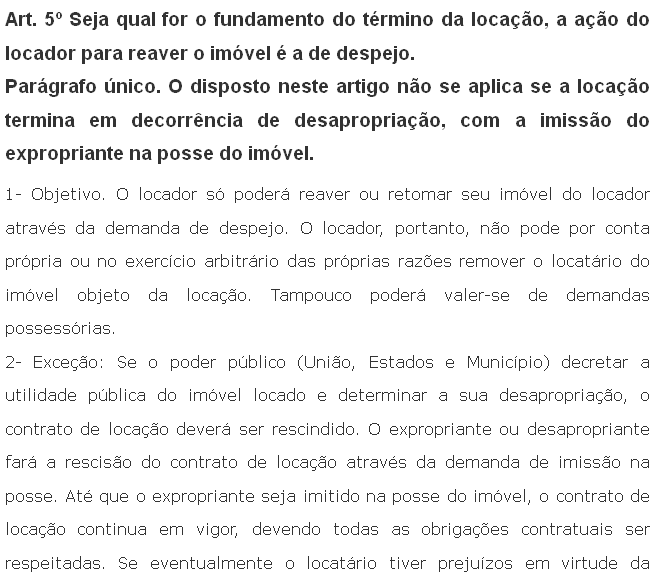 Art. 5º Seja qual for o fundamento do término da locação, a ação do
locador para reaver o imóvel é a de despejo.
Parágrafo único. O disposto neste artigo não se aplica se a locação
termina em decorrência de desapropriação, com a imissão do
expropriante na posse do imóvel.
1- Objetivo. O locador só poderá reaver ou retomar seu imóvel do locador
através da demanda de despejo. O locador, portanto, não pode por conta
própria ou no exercício arbitrário das próprias razões remover o locatário do
imóvel objeto da locação. Tampouco poderá valer-se de demandas
possessórias.
2- Exceção: Se o poder público (União, Estados e Município) decretar a
utilidade pública do imóvel locado e determinar a sua desapropriação, o
contrato de locação deverá ser rescindido. O expropriante ou desapropriante
fará a rescisão do contrato de locação através da demanda de imissão na
posse. Até que o expropriante seja imitido na posse do imóvel, o contrato de
locação continua em vigor, devendo todas as obrigações contratuais ser
respeitadas. Se eventualmente o locatário tiver prejuízos em virtude da